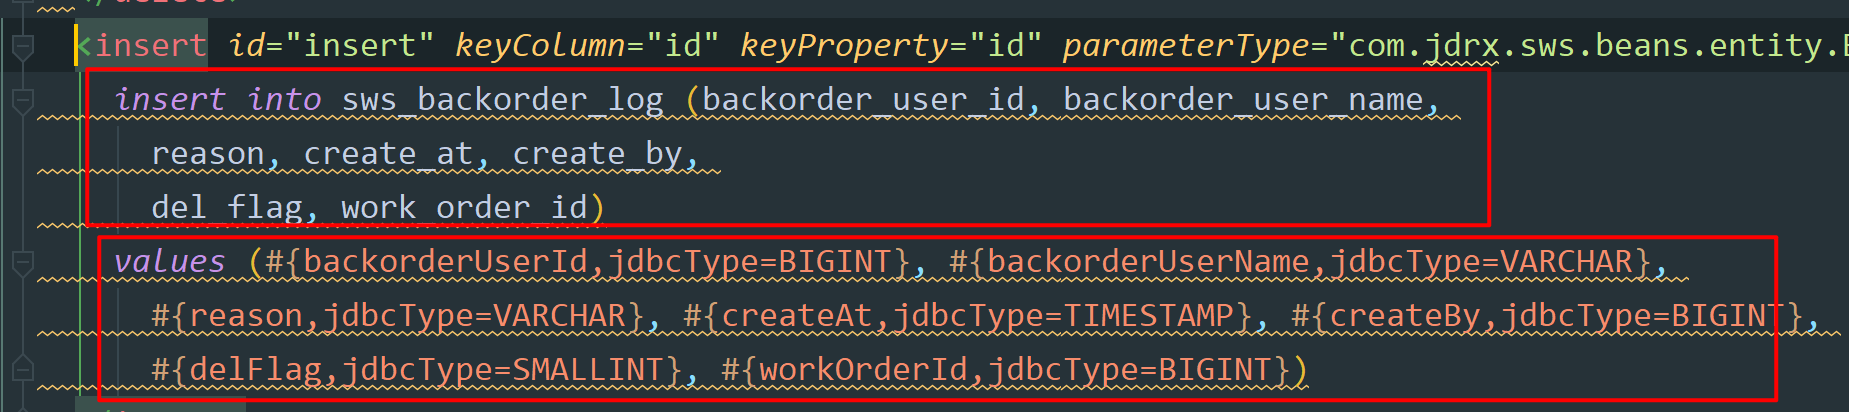 <insert id="insert" keyColumn="id" keyProperty="id" parameterType="com.jdrx.sws.beans.entity.
insert into sws_backorder_log (backorder_user_id, backorder_user_name,
reason, create_at, create_by,
del_flag, work_order_id)
values (#{backorderUserId,jdbcType=BIGINT}, #{backorderUserName,jdbcType=VARCHAR},
#{reason,jdbcType=VARCHAR}, #{createAt,jdbcType=TIMESTAMP}, #{createBy,jdbcType=BIGINT},
#{delFlag,jdbcType=SMALLINT}, #{workOrderId,jdbcType=BIGINT})